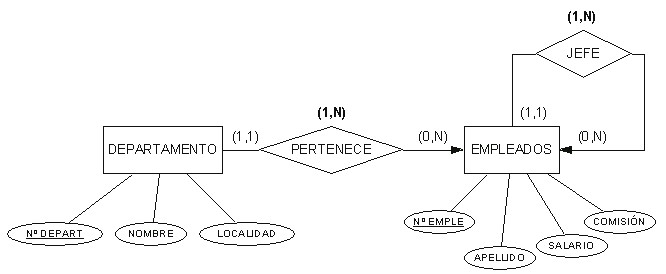 (1,N)
JEFE
(1,N)
(1,1)
(0,N)
DEPARTAMENTO
(1,1)
PERTENECE
(0,N)
EMPLEADOS
Nº DEPART
NOMBRE
LOCALIDAD
Nº EMPLE
APELUDO
SALARIO
COMISIÓN